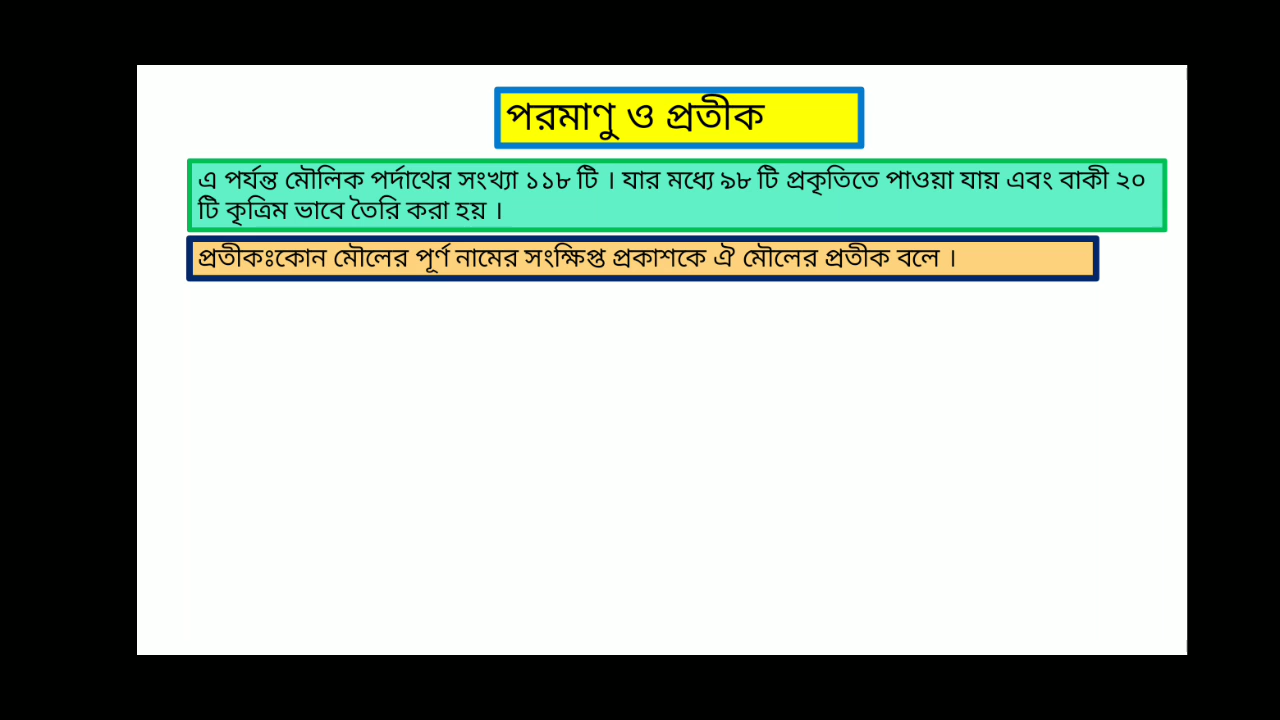 পরমাণু ও প্রতীক
এ পর্যন্ত মৌলিক পর্দাথের সংখ্যা ১১৮ টি । যার মধ্যে ৯৮ টি প্রকৃতিতে পাওয়া যায় এবং বাকী ২০
টি কৃত্রিম ভাবে তৈরি করা হয় ।
প্রতীকঃকোন মৌলের পূর্ণ নামের সংক্ষিপ্ত প্রকাশকে ঐ মৌলের প্রতীক বলে ।